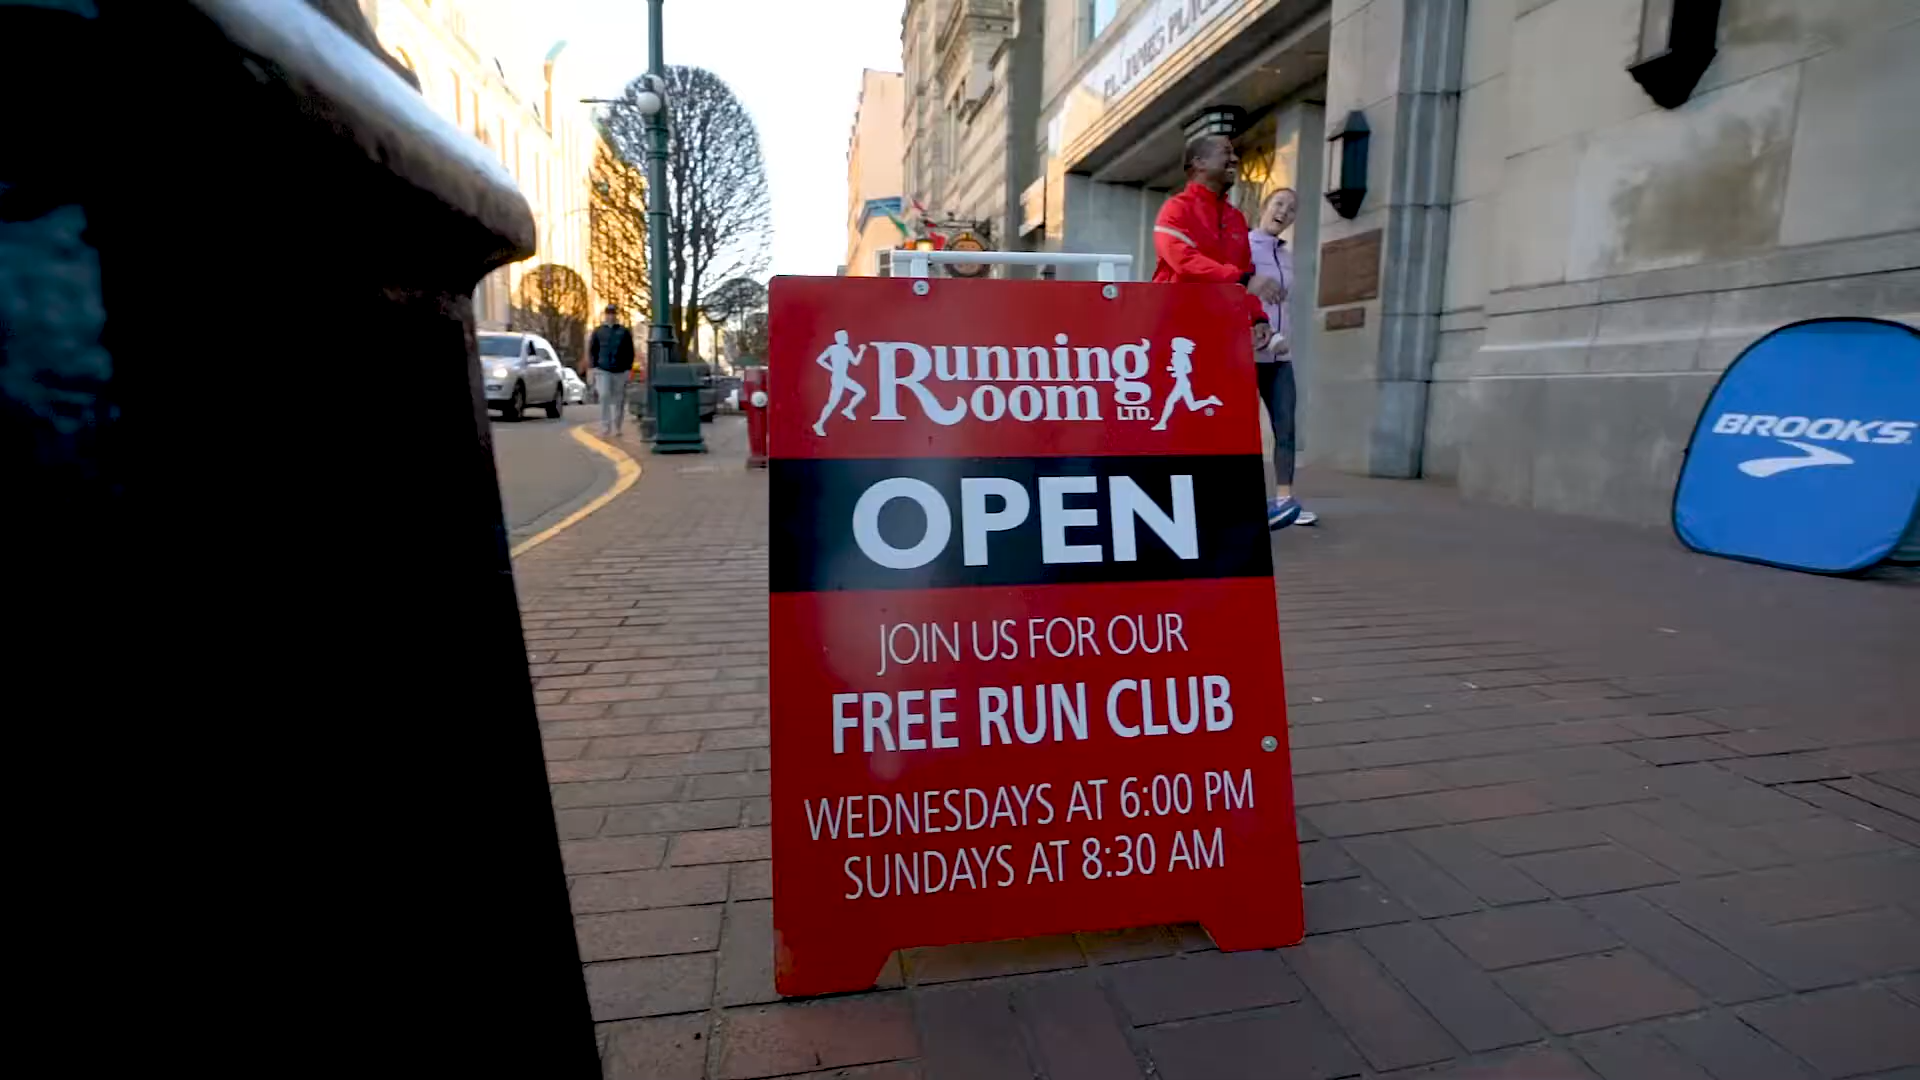 Running
Room LTD.
OPEN
JOIN US FOR OUR
FREE RUN CLUB
WEDNESDAYS AT 6:00 PM
SUNDAYS AT 8:30 AM
BROOKS